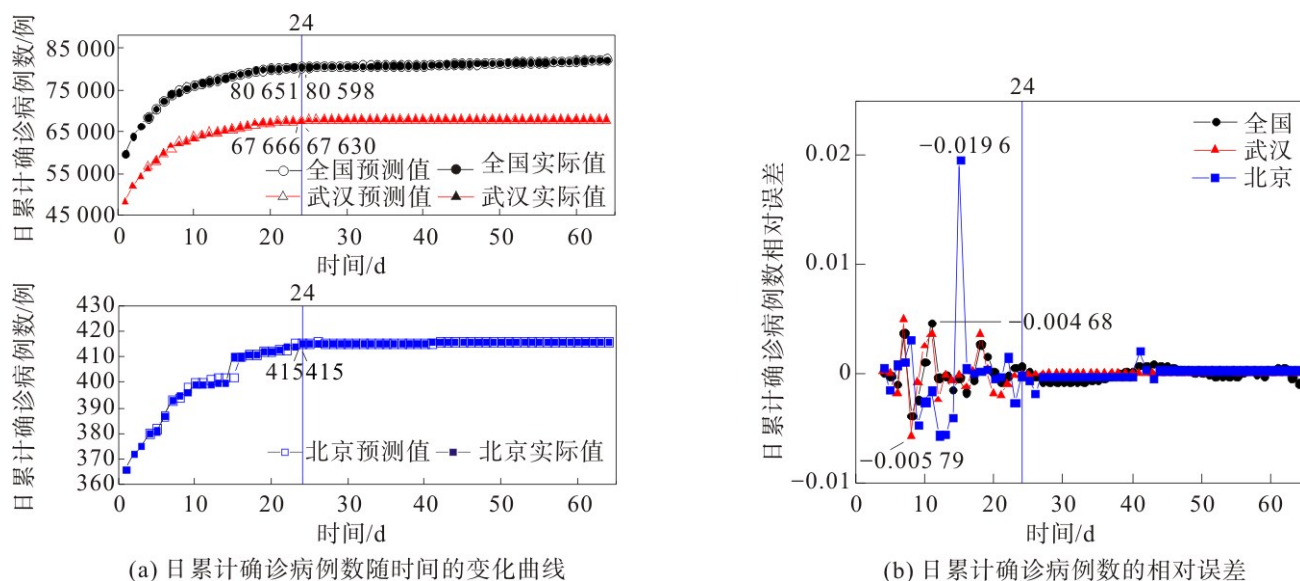 24
日累计确诊病例数/例
85 000
75 000
65 000
55 000
45 000
80 651 80 598
67 666 67 630
全国预测值 全国实际值
武汉预测值 武汉实际值
0 10 20 30 40 50 60
时间/d
24
日累计确诊病例数/例
430
420
410
400
390
380
370
360
415 415
北京预测值 北京实际值
0 10 20 30 40 50 60
时间/d
(a) 日累计确诊病例数随时间的变化曲线
24
日累计确诊病例数相对误差
0.02
0.01
0
−0.01
全国
武汉
北京
−0.019 6
−0.004 68
−0.005 79
0 10 20 30 40 50 60
时间/d
(b) 日累计确诊病例数的相对误差